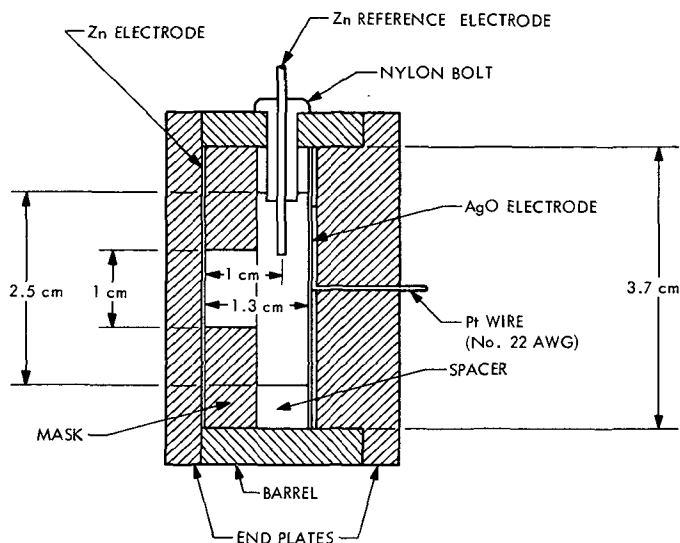 Zn REFERENCE ELECTRODE
Zn ELECTRODE
NYLON BOLT
AgO ELECTRODE
1 cm
2.5 cm
1 cm
1.3 cm
3.7 cm
Pt WIRE
(No. 22 AWG)
SPACER
MASK
BARREL
END PLATES